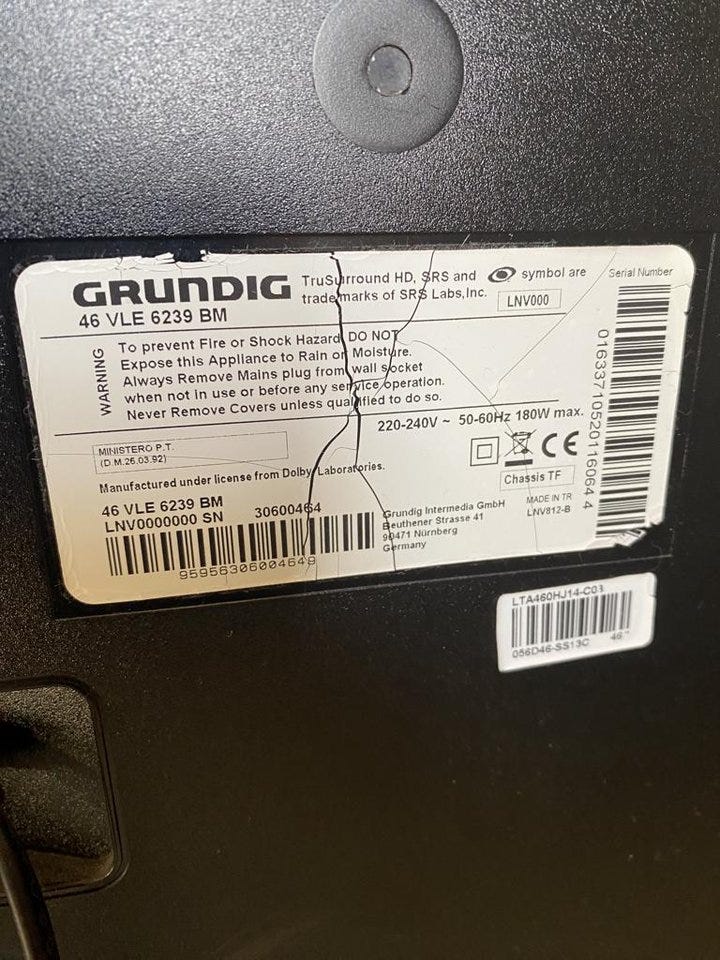 GRUNDIG
46 VLE 6239 BM
TruSurround HD, SRS and symbol are
trademarks of SRS Labs,Inc.
LNV000
Serial Number
WARNING
To prevent Fire or Shock Hazard DO NOT
Expose this Appliance to Rain or Moisture.
Always Remove Mains plug from wall socket
when not in use or before any service operation.
Never Remove Covers unless qualified to do so.
220-240V ~ 50-60Hz 180W max.
MINISTERO P.T.
(D.M.26.03.92)
CE
Chassis TF
Manufactured under license from Dolby Laboratories.
46 VLE 6239 BM
LNV0000000 SN 30600464
95956306004649
Grundig Intermedia GmbH
Beuthener Strasse 41
90471 Nürnberg
Germany
MADE IN TR
LNV812-B
01633710520116064 4
LTA460HJ14-C03
056D46-SS13C 46"